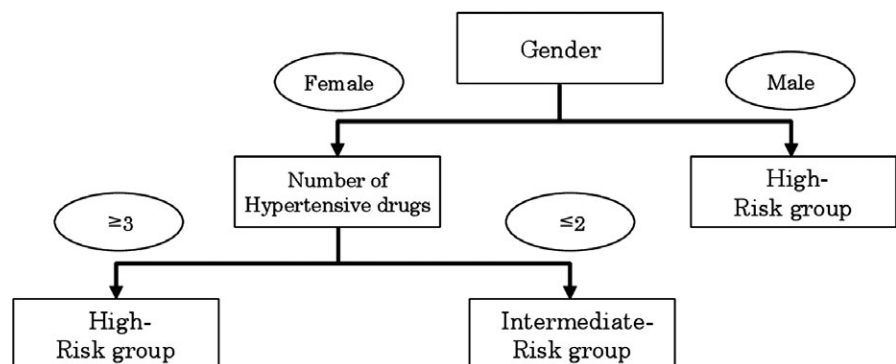 Gender
Female
Male
Number of
Hypertensive drugs
High-
Risk group
≧3
≦2
High-
Risk group
Intermediate-
Risk group